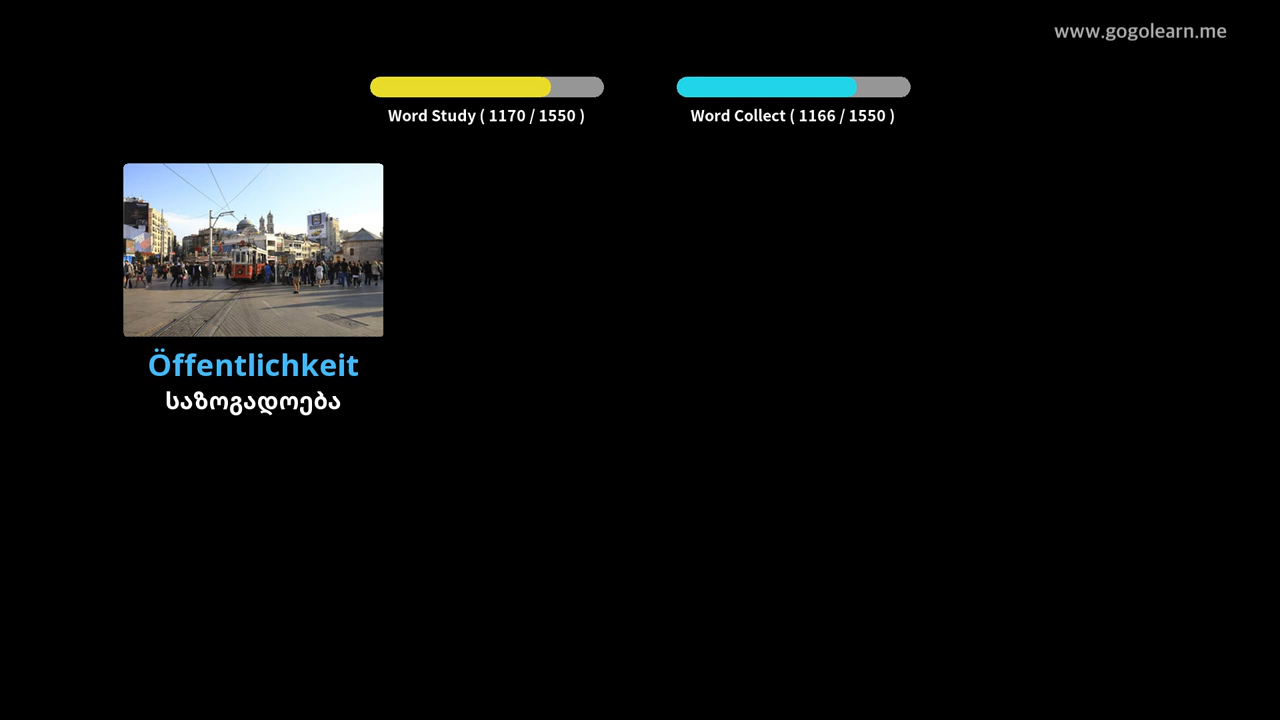 www.gogolearn.me
Word Study ( 1170 / 1550 )
Word Collect ( 1166 / 1550 )
Öffentlichkeit
საზოგადოება